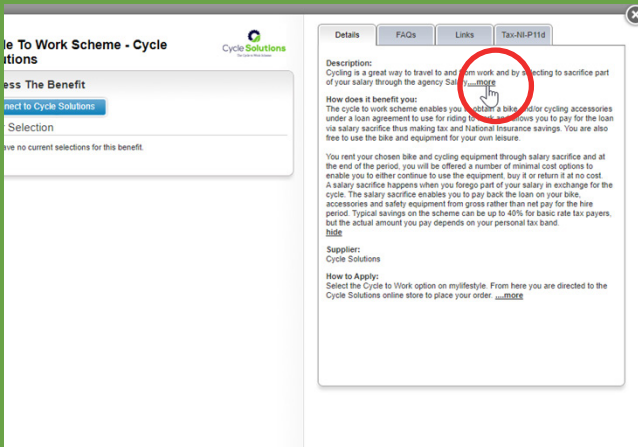 le To Work Scheme - Cycle
utions
Cycle Solutions
ess The Benefit
nect to Cycle Solutions
Selection
ave no current selections for this benefit.
Details
FAQs
Links
Tax-NI-P11d
Description:
Cycling is a great way to travel to and from work and by selecting to sacrifice part
of your salary through the agency Salary....more
How does it benefit you:
The cycle to work scheme enables you to obtain a bike and/or cycling accessories
under a loan agreement to use for riding to work and allows you to pay for the loan
via salary sacrifice thus making tax and National Insurance savings. You are also
free to use the bike and equipment for your own leisure.
You rent your chosen bike and cycling equipment through salary sacrifice and at
the end of the period, you will be offered a number of minimal cost options to
enable you to either continue to use the equipment, buy it or return it at no cost.
A salary sacrifice happens when you forego part of your salary in exchange for the
cycle. The salary sacrifice enables you to pay back the loan on your bike,
accessories and safety equipment from gross rather than net pay for the hire
period. Typical savings on the scheme can be up to 40% for basic rate tax payers,
but the actual amount you pay depends on your personal tax band.
hide
Supplier:
Cycle Solutions
How to Apply:
Select the Cycle to Work option on mylifestyle. From here you are directed to the
Cycle Solutions online store to place your order. ....more